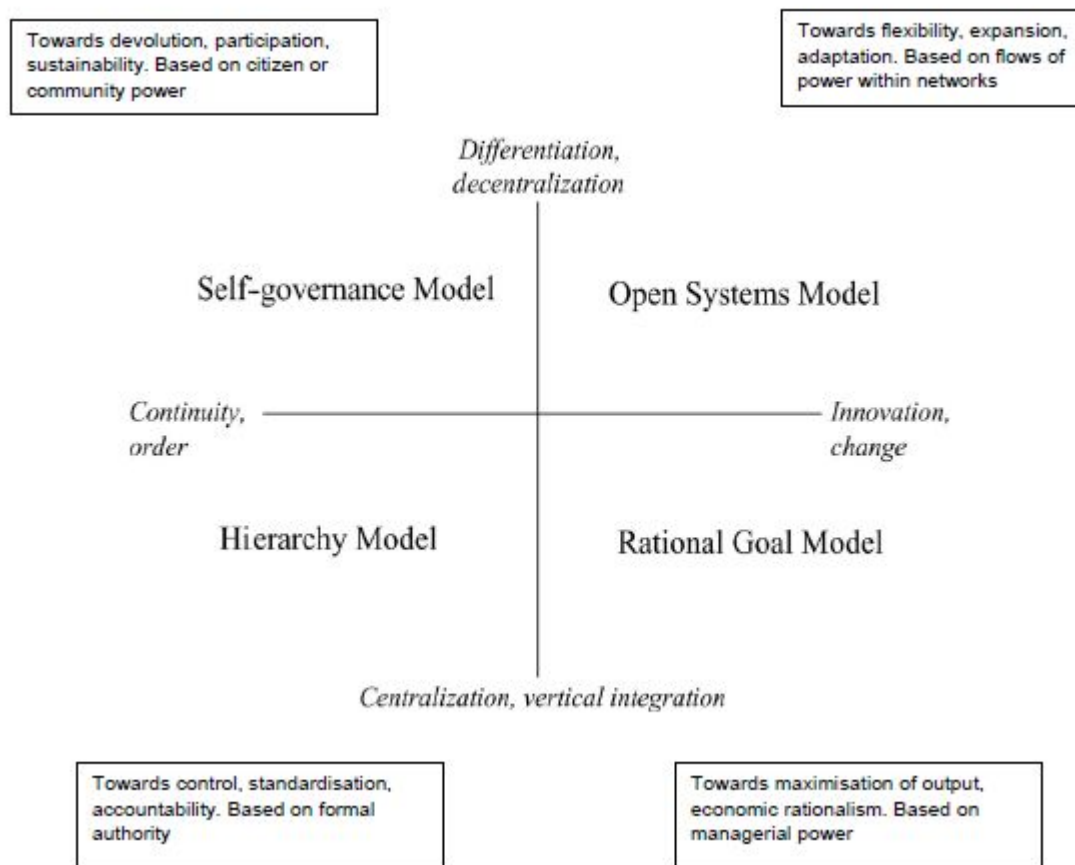 Towards devolution, participation,
sustainability. Based on citizen or
community power
Towards flexibility, expansion,
adaptation. Based on flows of
power within networks
Differentiation,
decentralization
Self-governance Model
Open Systems Model
Continuity,
order
Innovation,
change
Hierarchy Model
Rational Goal Model
Centralization, vertical integration
Towards control, standardisation,
accountability. Based on formal
authority
Towards maximisation of output,
economic rationalism. Based on
managerial power